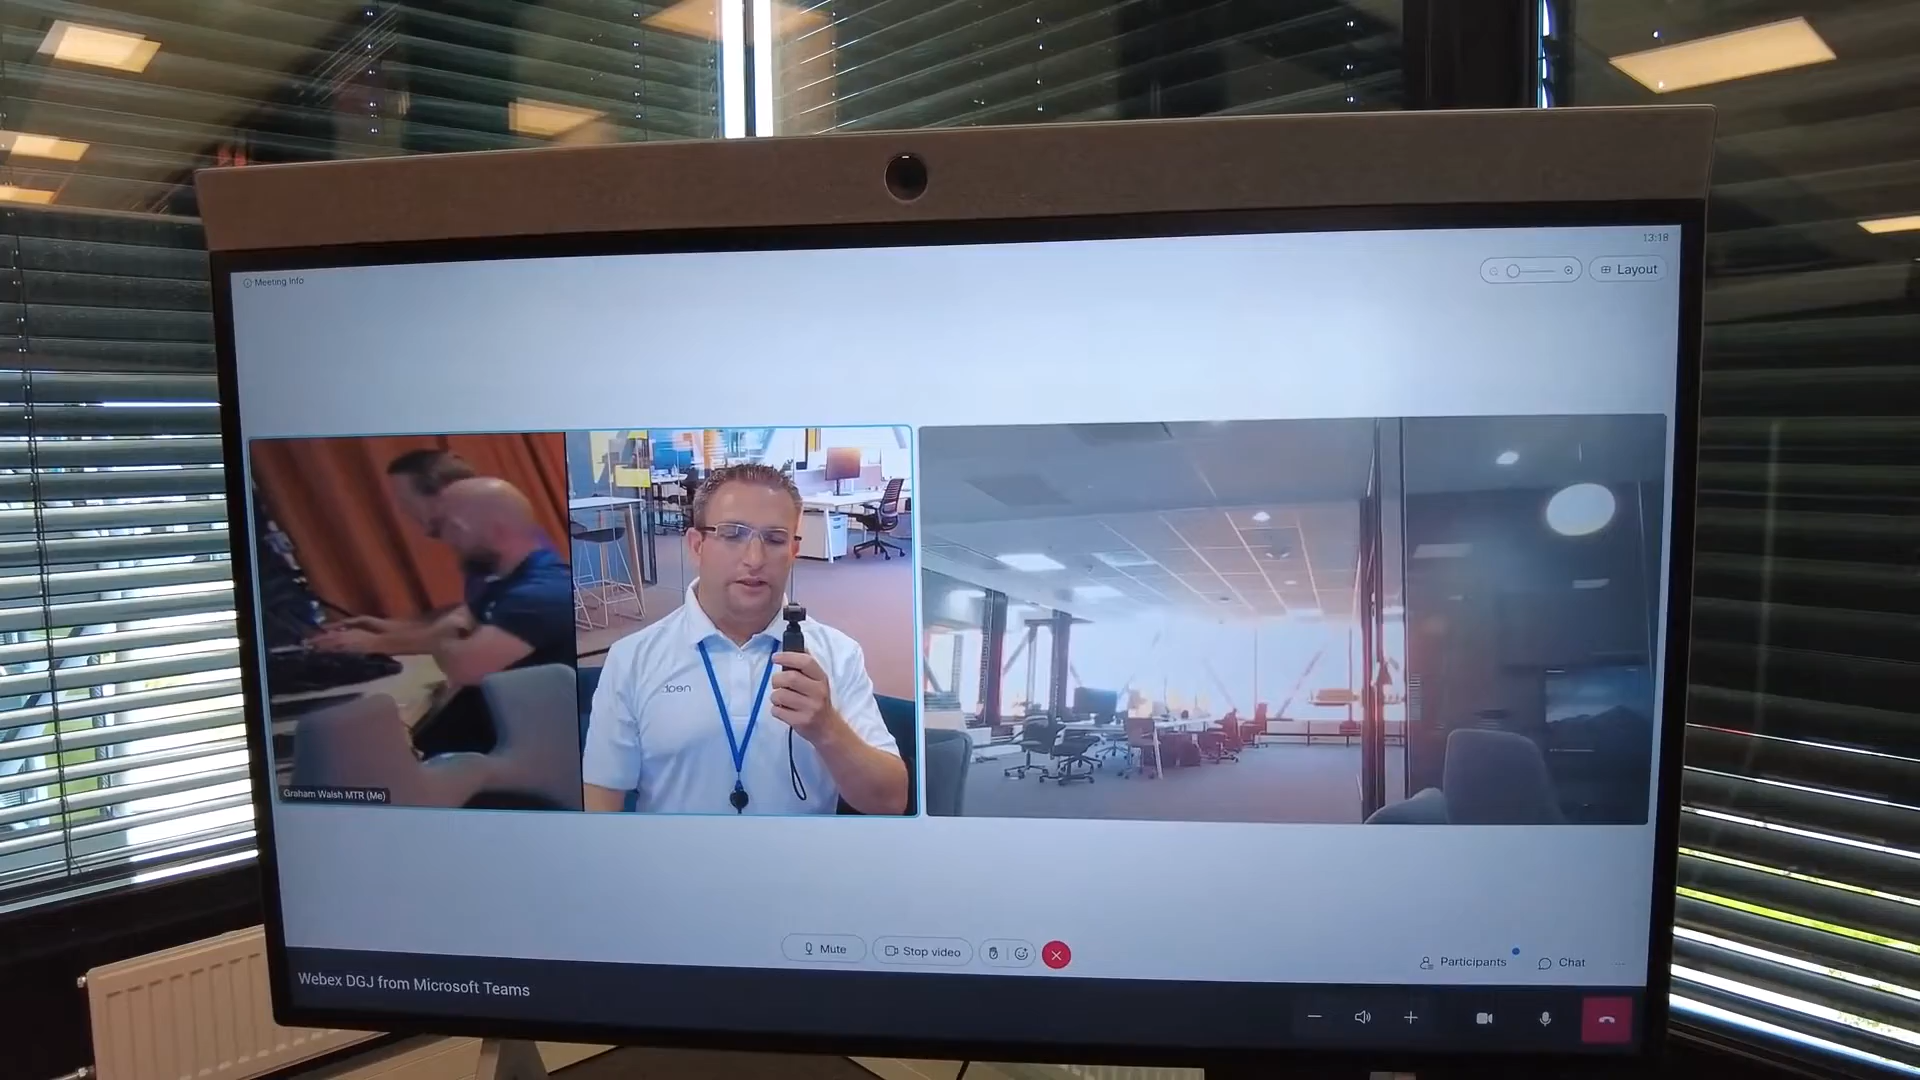 13:18
Meeting Info
Layout
Graham Walsh MTR (Me)
Mute
Stop video
Participants
Chat
Webex DGJ from Microsoft Teams